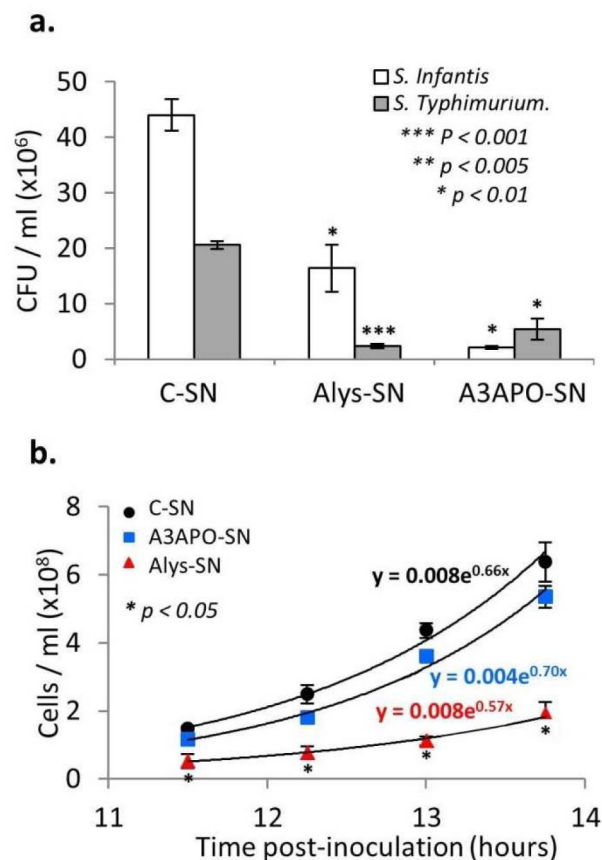 a.
50
40
30
20
10
0
CFU / ml (x10⁶)
S. Infantis
S. Typhimurium.
*** P < 0.001
** p < 0.005
* p < 0.01
*
***
*
*
C-SN
Alys-SN
A3APO-SN
b.
8
6
4
2
0
Cells / ml (x10⁸)
C-SN
A3APO-SN
Alys-SN
* p < 0.05
y = 0.008e^0.66x
y = 0.004e^0.70x
y = 0.008e^0.57x
*
*
*
*
11
12
13
14
Time post-inoculation (hours)